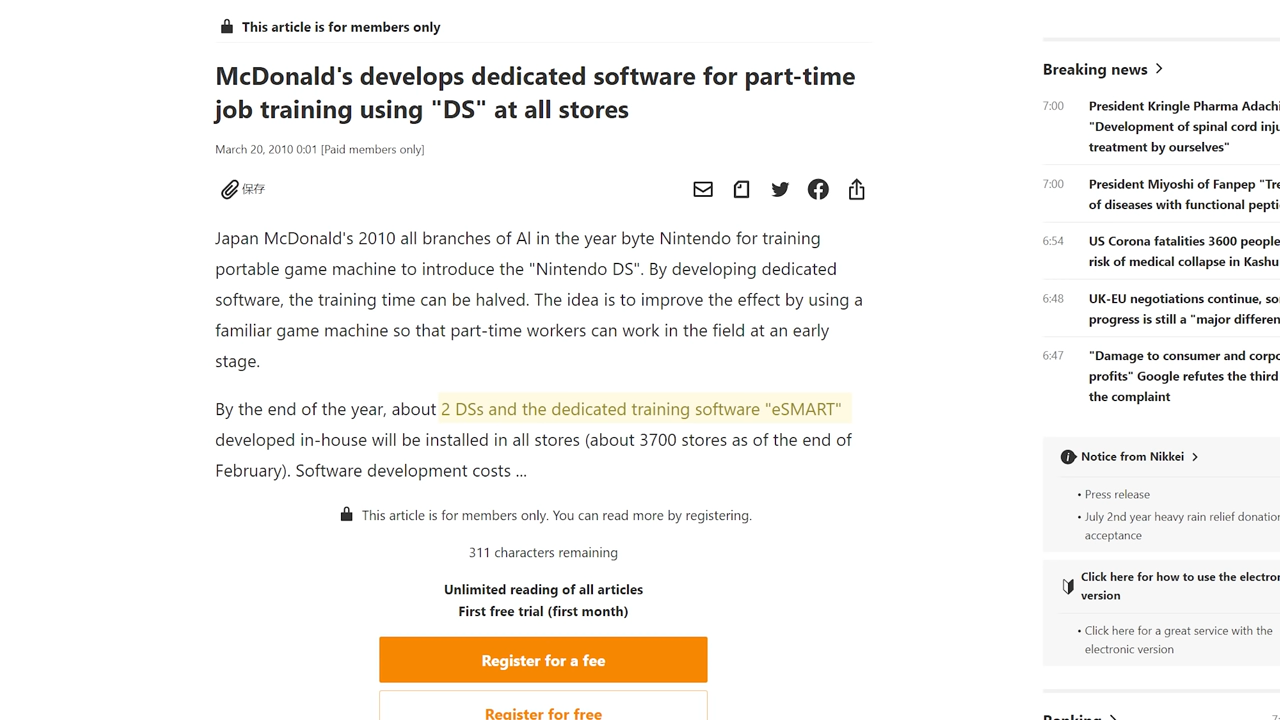 This article is for members only
McDonald's develops dedicated software for part-time
job training using "DS" at all stores
March 20, 2010 0:01 [Paid members only]
保存
Japan McDonald's 2010 all branches of Al in the year byte Nintendo for training
portable game machine to introduce the "Nintendo DS". By developing dedicated
software, the training time can be halved. The idea is to improve the effect by using a
familiar game machine so that part-time workers can work in the field at an early
stage.
By the end of the year, about 2 DSs and the dedicated training software "eSMART"
developed in-house will be installed in all stores (about 3700 stores as of the end of
February). Software development costs ...
This article is for members only. You can read more by registering.
311 characters remaining
Unlimited reading of all articles
First free trial (first month)
Register for a fee
Register for free
Breaking news
7:00 President Kringle Pharma Adachi
"Development of spinal cord inju
treatment by ourselves"
7:00 President Miyoshi of Fanpep "Tre
of diseases with functional pepti
6:54 US Corona fatalities 3600 people
risk of medical collapse in Kashu
6:48 UK-EU negotiations continue, so
progress is still a "major differen
6:47 "Damage to consumer and corpo
profits" Google refutes the third
the complaint
Notice from Nikkei
• Press release
• July 2nd year heavy rain relief donation
acceptance
Click here for how to use the electron
version
• Click here for a great service with the
electronic version
Ranking